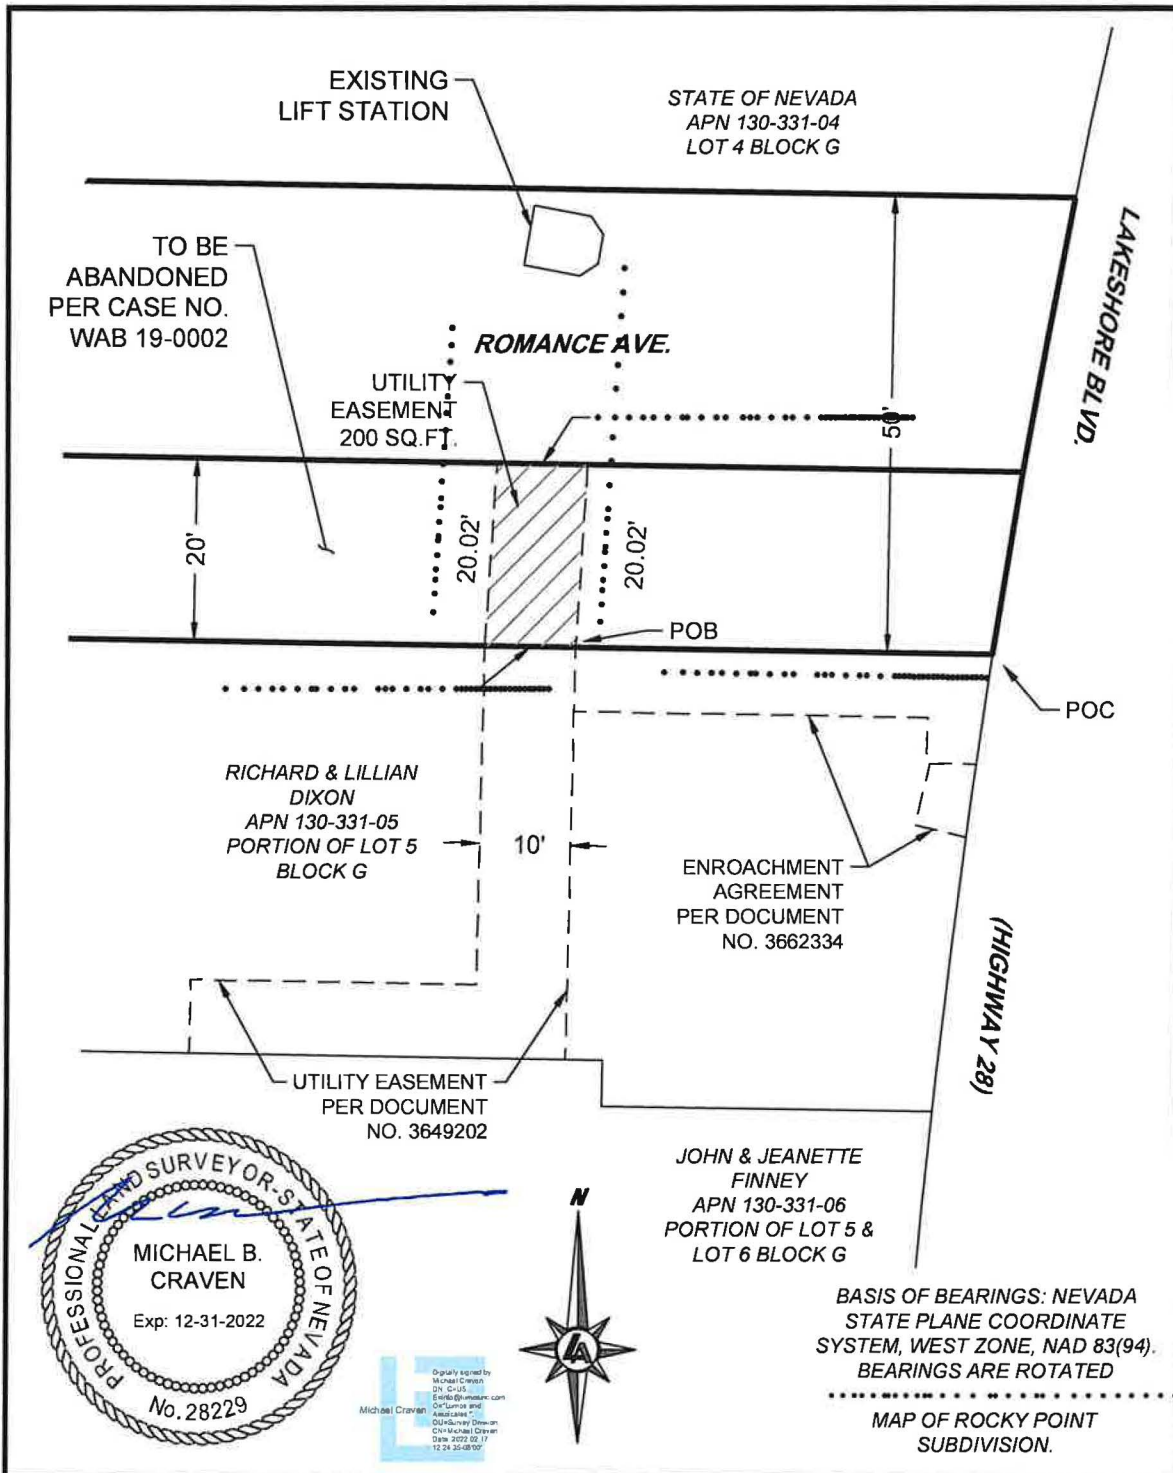 EXISTING
LIFT STATION
STATE OF NEVADA
APN 130-331-04
LOT 4 BLOCK G
TO BE
ABANDONED
PER CASE NO.
WAB 19-0002
LAKESHORE BLVD.
ROMANCE AVE.
UTILITY
EASEMENT
200 SQ.FT.
50'
20'
20.02'
20.02'
POB
POC
RICHARD & LILLIAN
DIXON
APN 130-331-05
PORTION OF LOT 5
BLOCK G
10'
ENROACHMENT
AGREEMENT
PER DOCUMENT
NO. 3662334
(HIGHWAY 28)
UTILITY EASEMENT
PER DOCUMENT
NO. 3649202
JOHN & JEANETTE
FINNEY
APN 130-331-06
PORTION OF LOT 5 &
LOT 6 BLOCK G
PROFESSIONAL LAND SURVEYOR-STATE OF NEVADA
MICHAEL B.
CRAVEN
Exp: 12-31-2022
No. 28229
N
LA
Michael Craven
Digitally signed by
Michael Craven
BASIS OF BEARINGS: NEVADA
STATE PLANE COORDINATE
SYSTEM, WEST ZONE, NAD 83(94).
BEARINGS ARE ROTATED
MAP OF ROCKY POINT
SUBDIVISION.